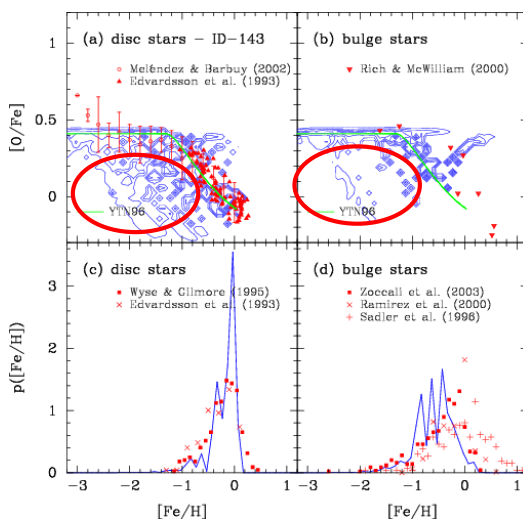 (a) disc stars - ID-143
Meléndez & Barbuy (2002)
Edvardsson et al. (1993)
(b) bulge stars
Rich & McWilliam (2000)
[O/Fe]
1
0.5
0
YTN96
YTN96
(c) disc stars
Wyse & Gilmore (1995)
Edvardsson et al. (1993)
(d) bulge stars
Zoccali et al. (2003)
Ramirez et al. (2000)
Sadler et al. (1996)
p([Fe/H])
3
2
1
0
−3 −2 −1 0
−3 −2 −1 0 1
[Fe/H] [Fe/H]